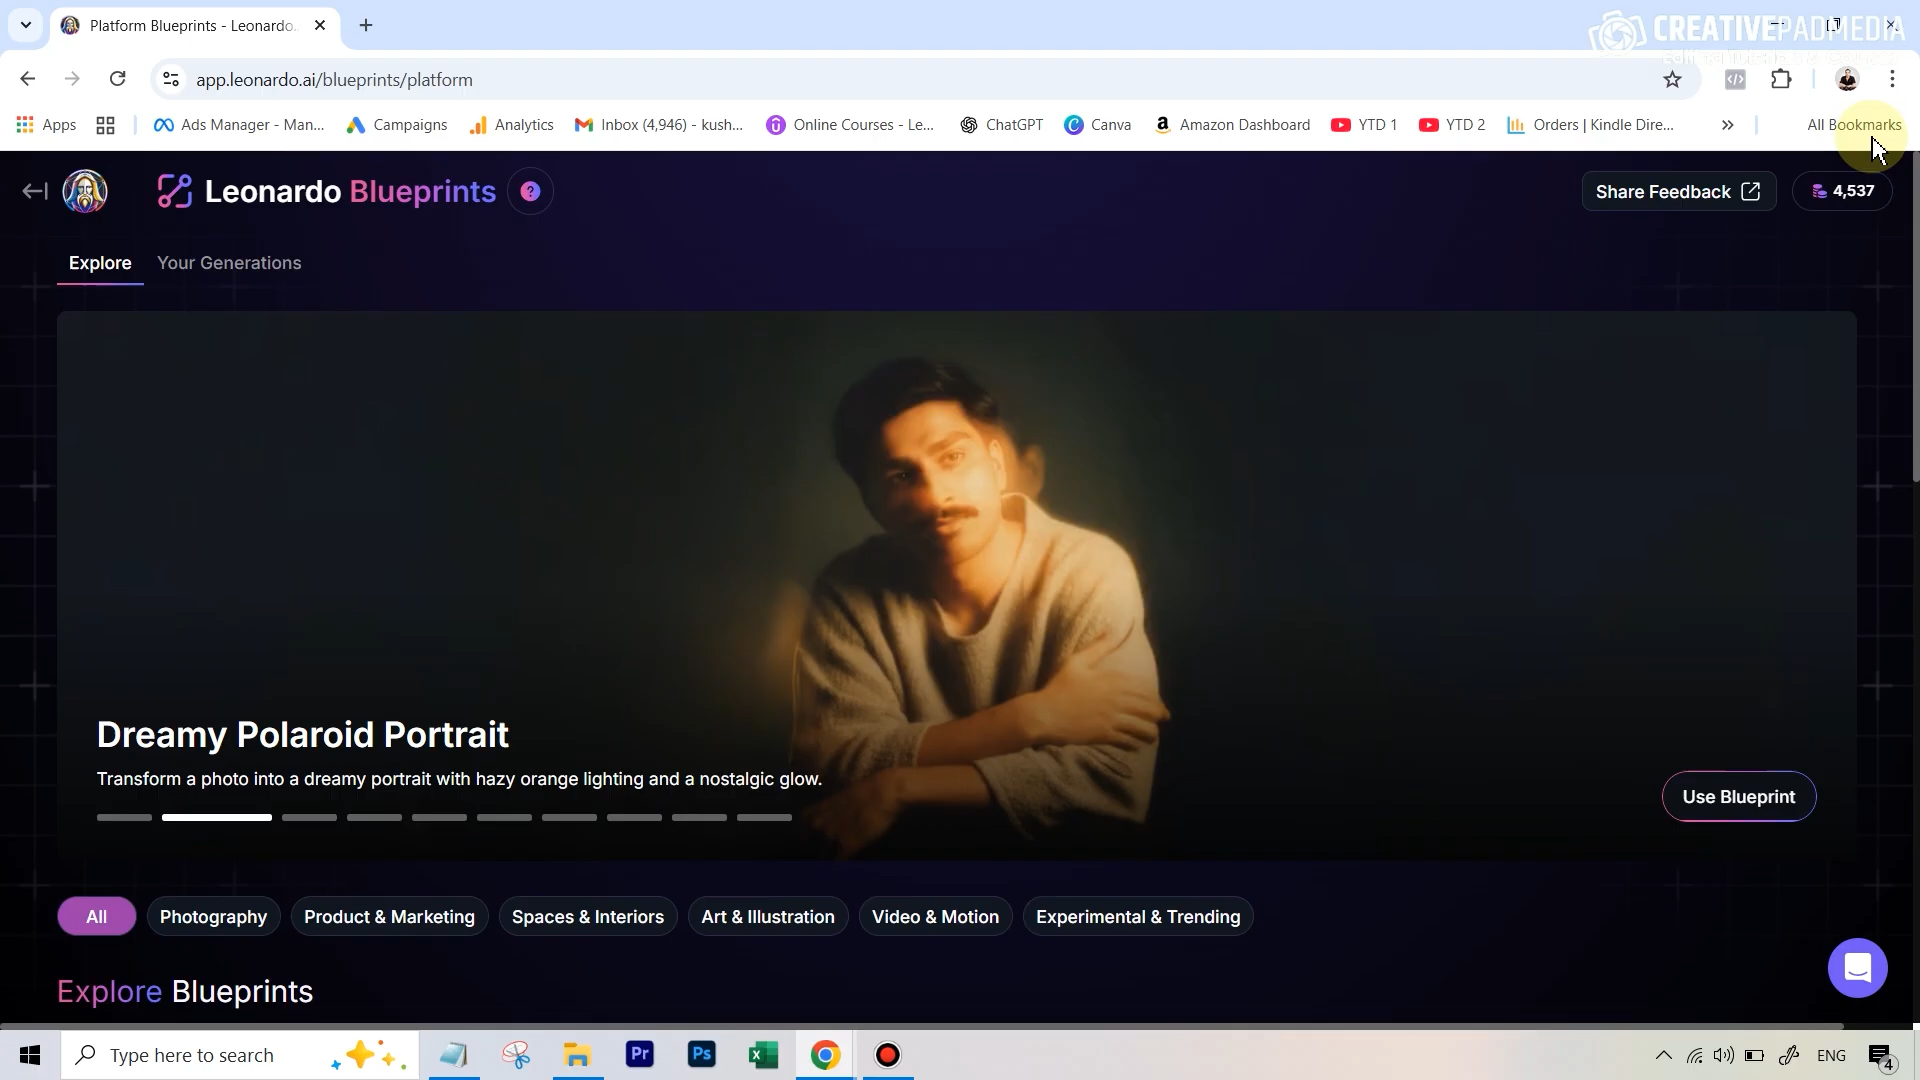 Platform Blueprints - Leonardo.
CREATIVEPADMEDIA
app.leonardo.ai/blueprints/platform
Apps
Ads Manager - Man...
Campaigns
Analytics
Inbox (4,946) - kush...
Online Courses - Le...
ChatGPT
Canva
Amazon Dashboard
YTD 1
YTD 2
Orders | Kindle Dire...
All Bookmarks
Leonardo Blueprints
?
Share Feedback
4,537
Explore
Your Generations
Dreamy Polaroid Portrait
Transform a photo into a dreamy portrait with hazy orange lighting and a nostalgic glow.
Use Blueprint
All
Photography
Product & Marketing
Spaces & Interiors
Art & Illustration
Video & Motion
Experimental & Trending
Explore Blueprints
Type here to search
Pr
Ps
ENG
4